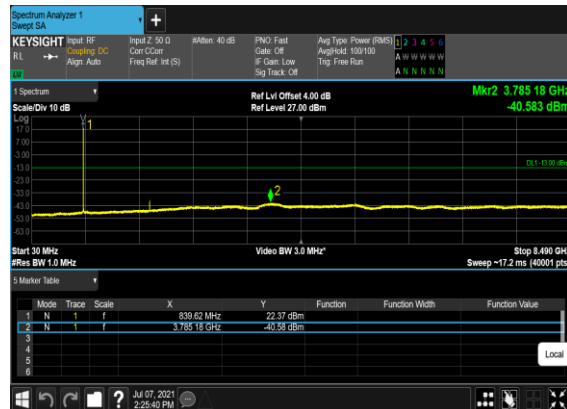 Spectrum Analyzer 1
Swept SA
+
KEYSIGHT Input: RF Input Z: 50 Ω #Atten: 40 dB PNO: Fast Avg Type: Power (RMS) 1 2 3 4 5 6
RL Coupling: DC Corr CCorr Gate: Off Avg|Hold: 100/100 A W W W W W
Align: Auto Freq Ref: Int (S) IF Gain: Low Trig: Free Run
Sig Track: Off A N N N N N
1 Spectrum Ref Lvl Offset 4.00 dB Mkr2 3.785 18 GHz
Scale/Div 10 dB Ref Level 27.00 dBm -40.583 dBm
Log
1
17.0
7.00
-3.00
DL1 -13.00 dBm
-13.0
-23.0
-33.0
2
-43.0
-53.0
-63.0
Start 30 MHz Video BW 3.0 MHz* Stop 8.490 GHz
#Res BW 1.0 MHz Sweep ~17.2 ms (40001 pts
5 Marker Table
Mode Trace Scale X Y Function Function Width Function Value
1 N 1 f 839.62 MHz 22.37 dBm
2 N 1 f 3.785 18 GHz -40.58 dBm
3
4
5
6
Local
? Jul 07, 2021
2:25:40 PM